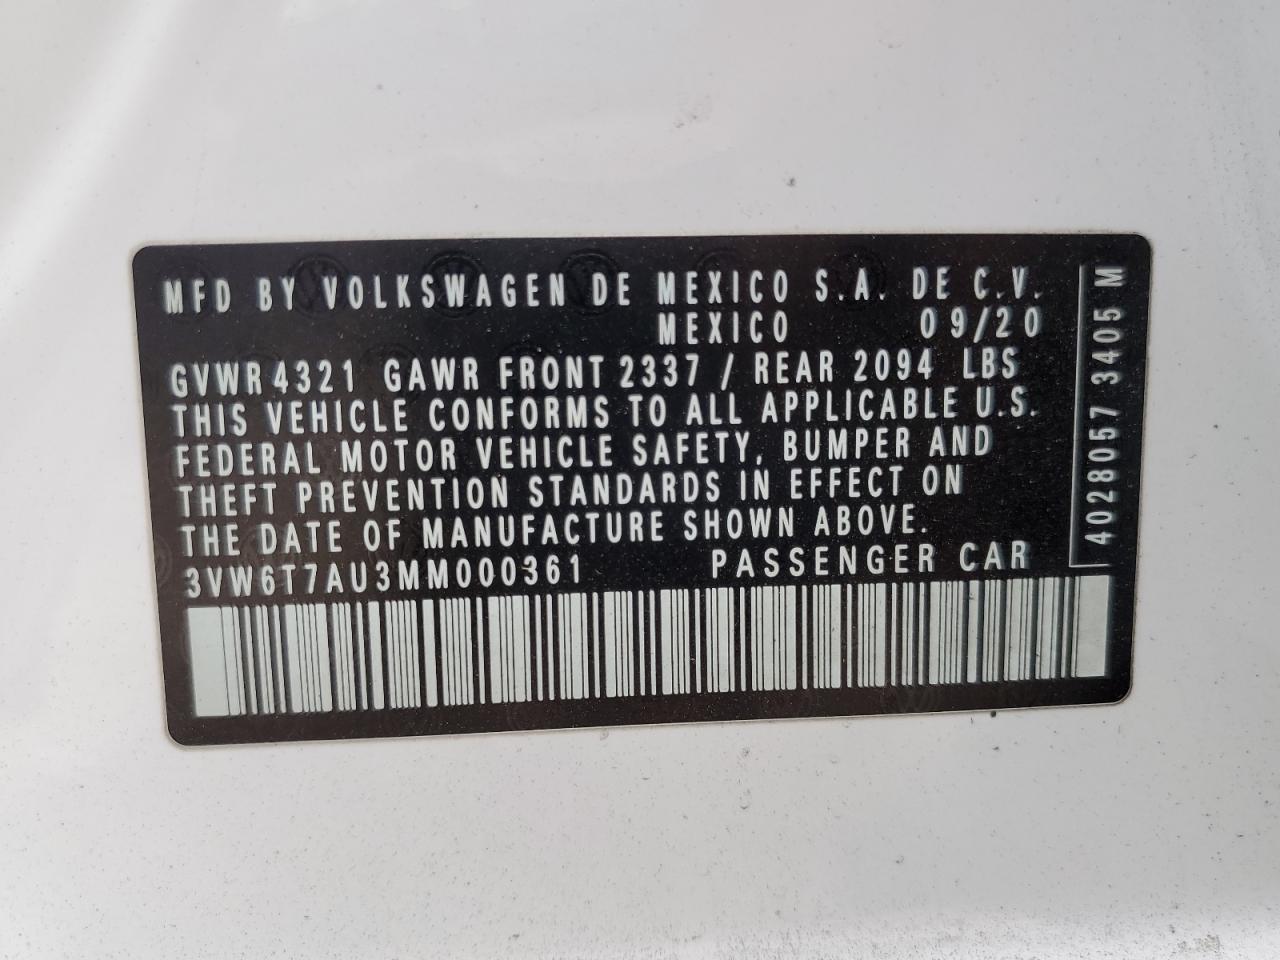 MFD BY VOLKSWAGEN DE MEXICO S.A. DE C.V.
MEXICO 09/20
GVWR 4321 GAWR FRONT 2337 / REAR 2094 LBS
THIS VEHICLE CONFORMS TO ALL APPLICABLE U.S.
FEDERAL MOTOR VEHICLE SAFETY, BUMPER AND
THEFT PREVENTION STANDARDS IN EFFECT ON
THE DATE OF MANUFACTURE SHOWN ABOVE.
3VW6T7AU3MM000361 PASSENGER CAR
4028057 3405 M